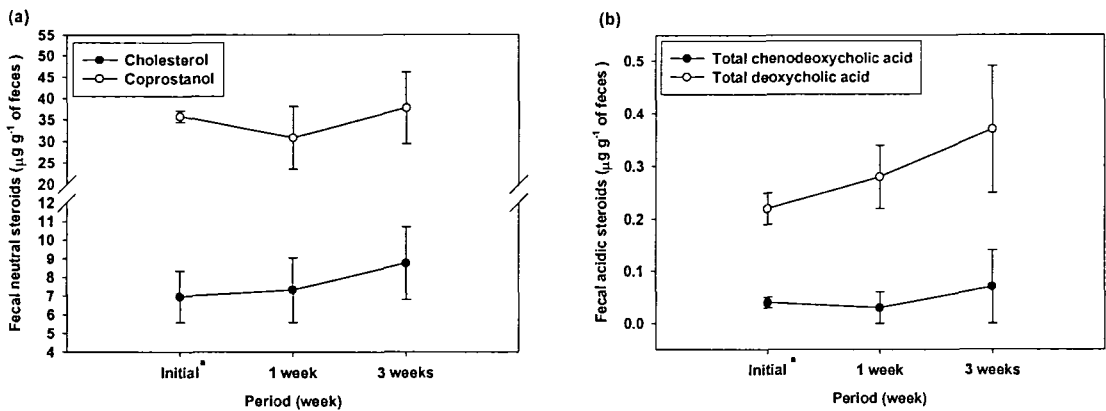 (a)
Fecal neutral steroids (µg g⁻¹ of feces )
55
50
45
40
35
30
25
20
12
11
10
9
8
7
6
5
4
Cholesterol
Coprostanol
Initial ª
1 week
3 weeks
Period (week)
(b)
Fecal acidic steroids (µg g⁻¹ of feces)
0.5
0.4
0.3
0.2
0.1
0.0
Total chenodeoxycholic acid
Total deoxycholic acid
Initial ª
1 week
3 weeks
Period (week)